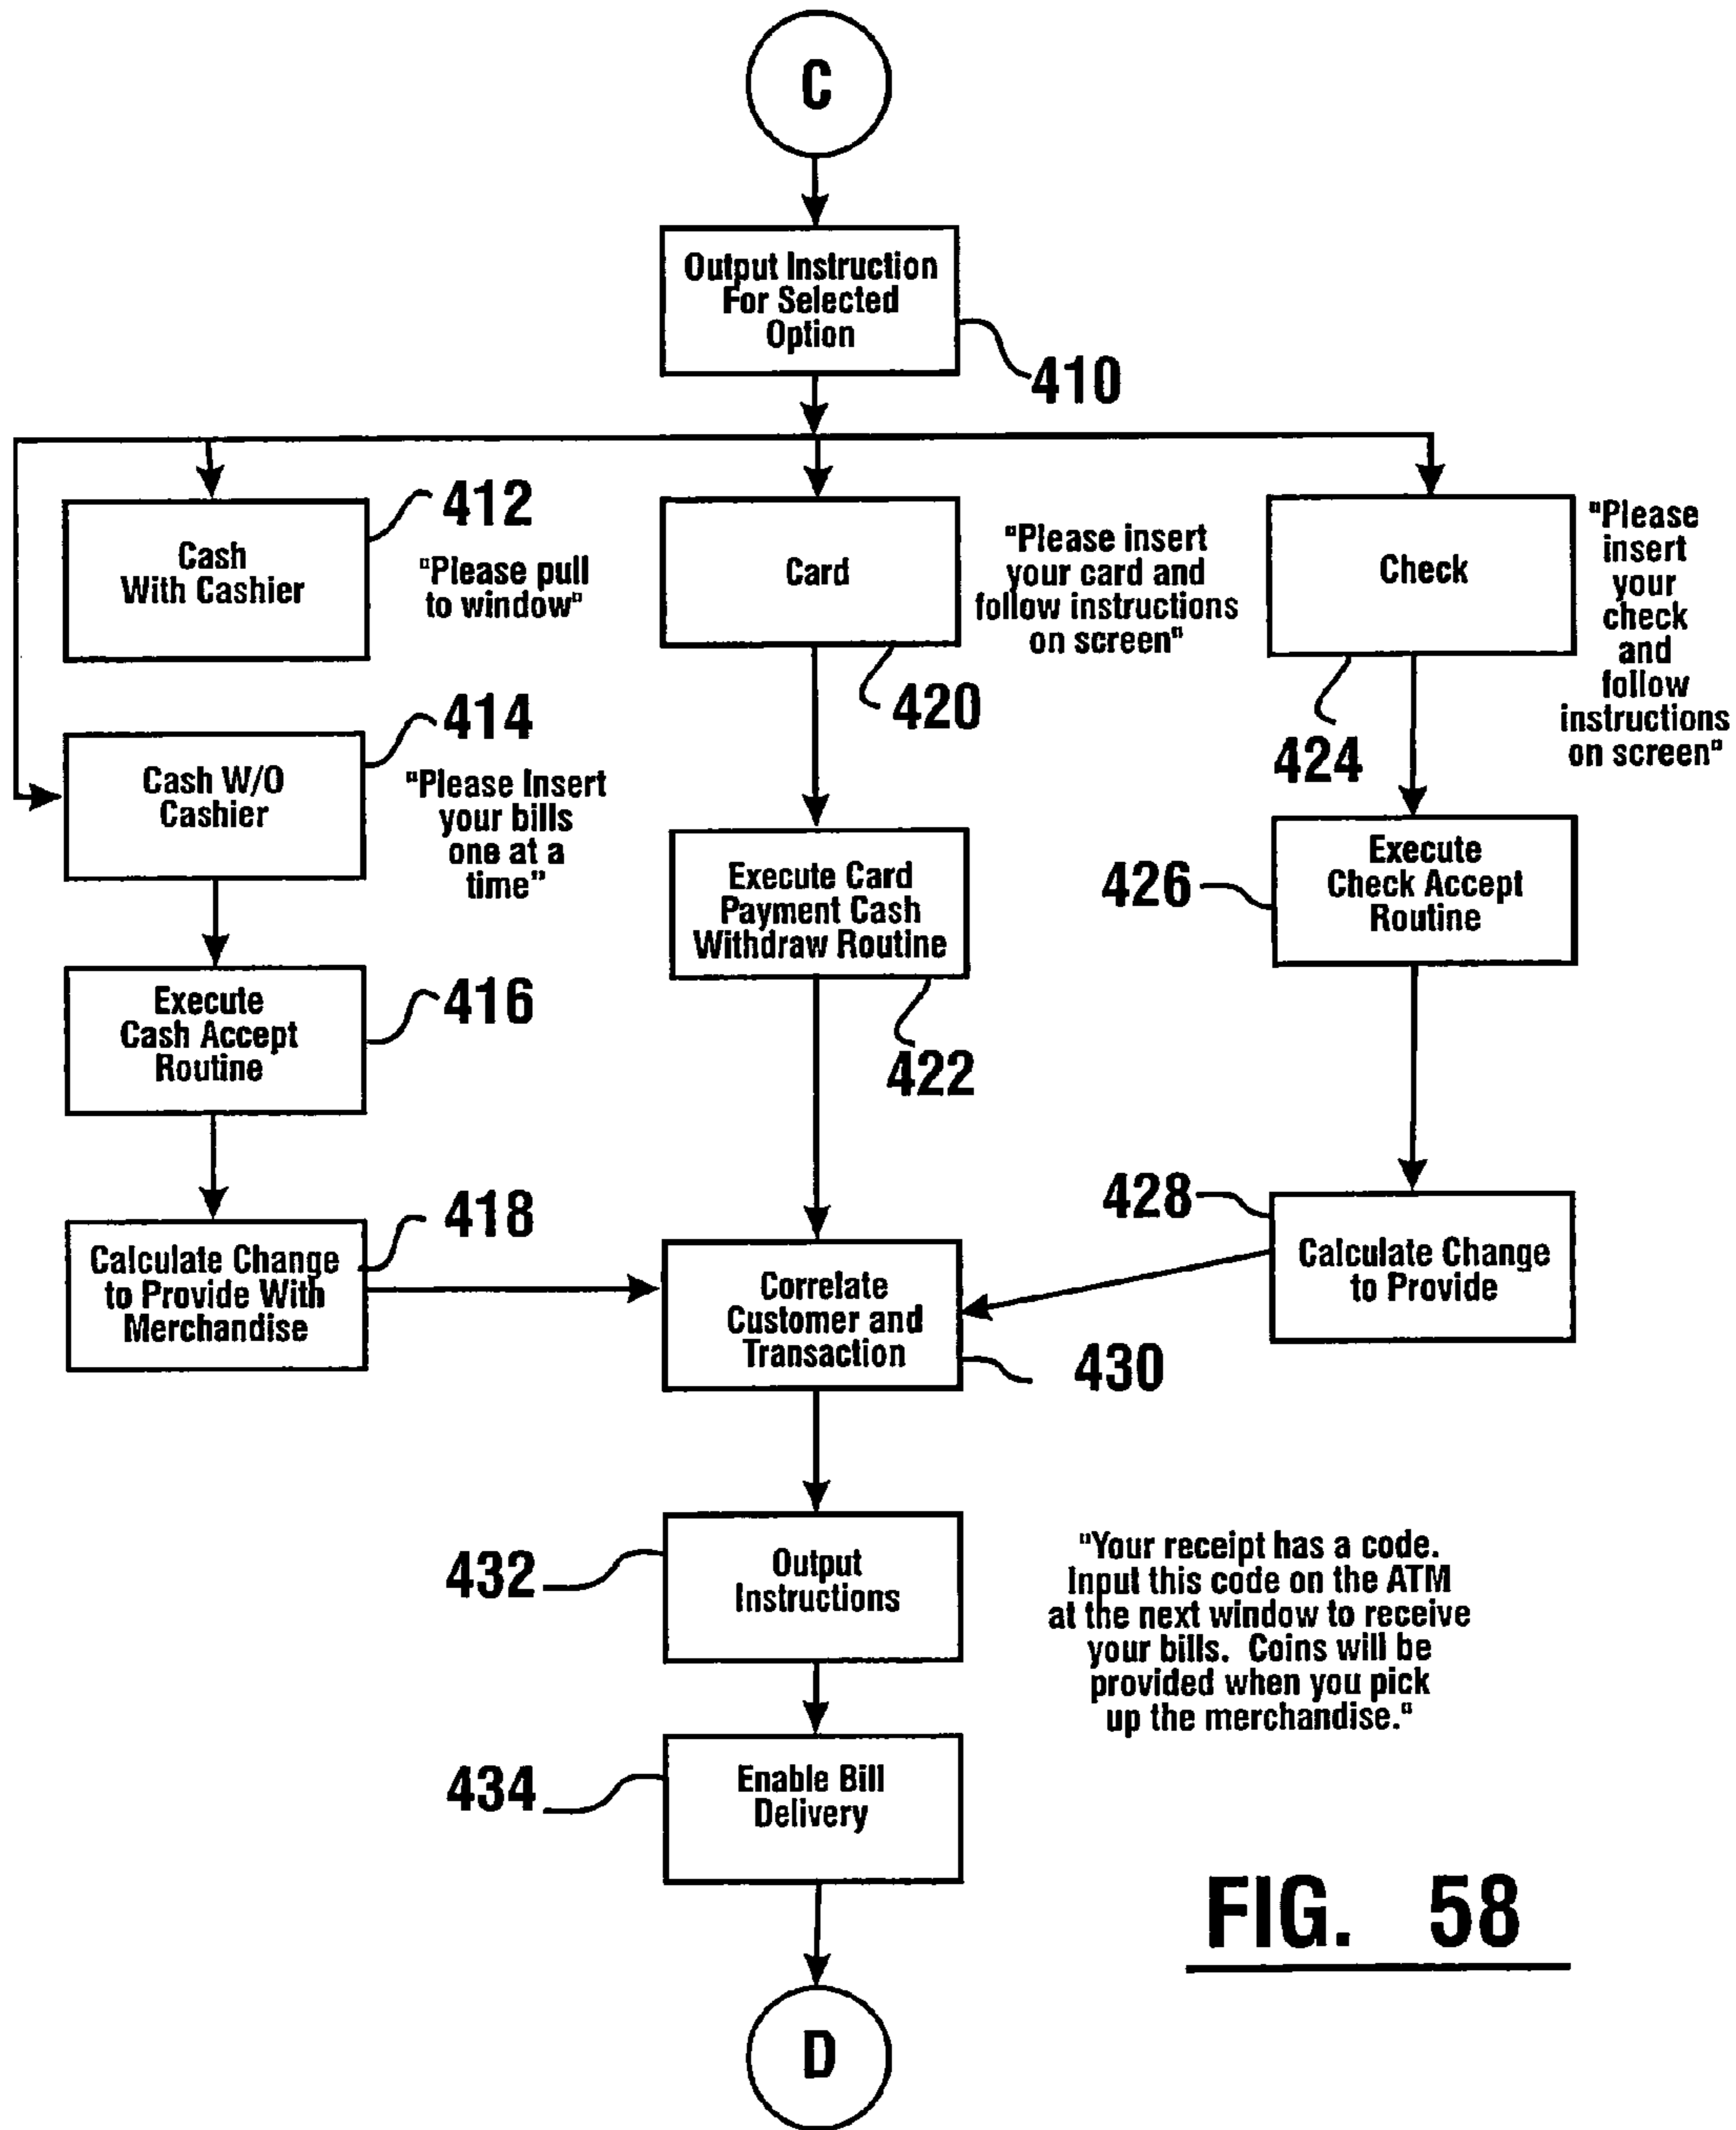 C
Output Instruction
For Selected
Option
410
Cash
With Cashier
412
"Please pull
to window"
Card
"Please insert
your card and
follow instructions
on screen"
420
Check
"Please
insert
your
check
and
follow
instructions
on screen"
424
Cash W/O
Cashier
414
"Please Insert
your bills
one at a
time"
Execute Card
Payment Cash
Withdraw Routine
422
Execute
Check Accept
Routine
426
Execute
Cash Accept
Routine
416
Calculate Change
to Provide With
Merchandise
418
Correlate
Customer and
Transaction
430
428
Calculate Change
to Provide
432
Output
Instructions
"Your receipt has a code.
Input this code on the ATM
at the next window to receive
your bills. Coins will be
provided when you pick
up the merchandise."
434
Enable Bill
Delivery
D
FIG. 58